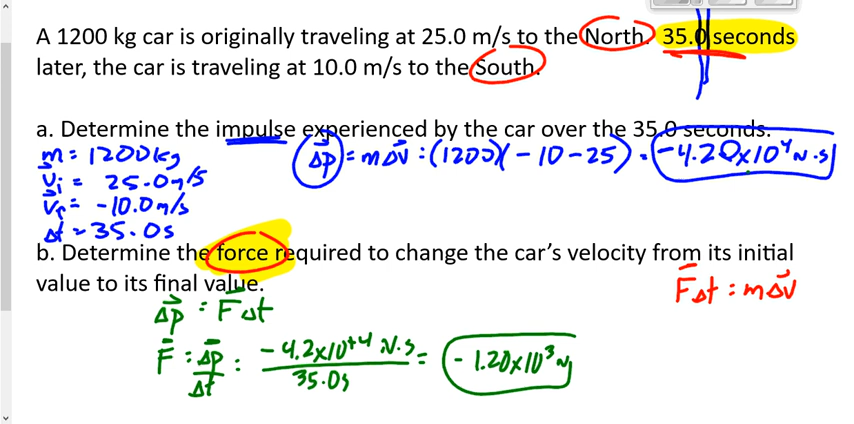 A 1200 kg car is originally traveling at 25.0 m/s to the North. 35.0 seconds
later, the car is traveling at 10.0 m/s to the South.
a. Determine the impulse experienced by the car over the 35.0 seconds.
m = 1200kg
v⃗i = 25.0m/s
v⃗f = -10.0m/s
Δt = 35.0s
Δp⃗ = mΔv⃗ : (1200)(-10-25) = -4.20x10⁴ N·s
b. Determine the force required to change the car's velocity from its initial
value to its final value.
F⃗Δt : mΔv⃗
Δp⃗ : F⃗Δt
F⃗ : Δp⃗/Δt : -4.2x10⁺⁴ N·s/35.0s = -1.20x10³ N